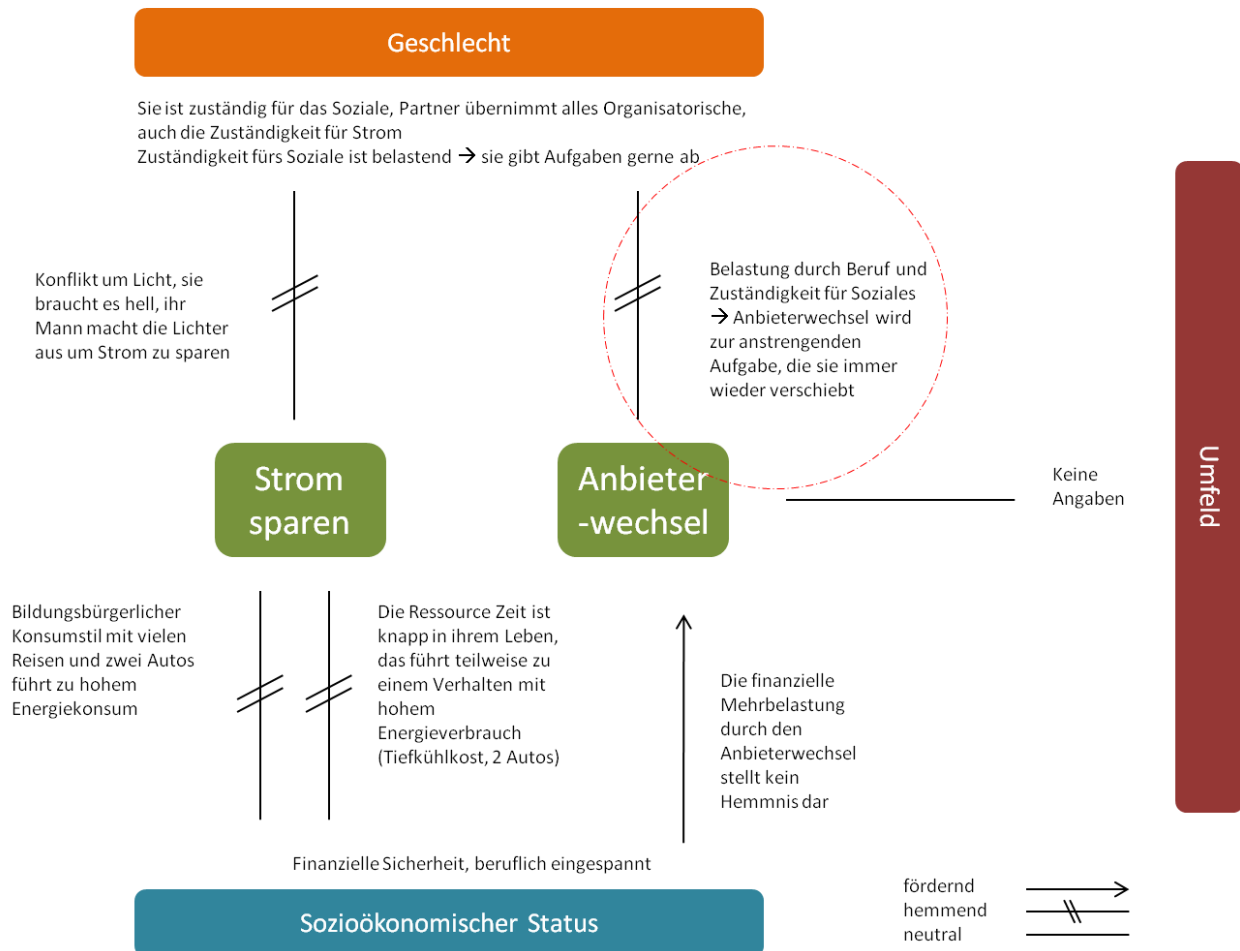 Geschlecht
Sie ist zuständig für das Soziale, Partner übernimmt alles Organisatorische,
auch die Zuständigkeit für Strom
Zuständigkeit fürs Soziale ist belastend → sie gibt Aufgaben gerne ab
Konflikt um Licht, sie
braucht es hell, ihr
Mann macht die Lichter
aus um Strom zu sparen
Belastung durch Beruf und
Zuständigkeit für Soziales
→ Anbieterwechsel wird
zur anstrengenden
Aufgabe, die sie immer
wieder verschiebt
Strom
sparen
Anbieter
-wechsel
Keine
Angaben
Umfeld
Bildungsbürgerlicher
Konsumstil mit vielen
Reisen und zwei Autos
führt zu hohem
Energiekonsum
Die Ressource Zeit ist
knapp in ihrem Leben,
das führt teilweise zu
einem Verhalten mit
hohem
Energieverbrauch
(Tiefkühlkost, 2 Autos)
Die finanzielle
Mehrbelastung
durch den
Anbieterwechsel
stellt kein
Hemmnis dar
Finanzielle Sicherheit, beruflich eingespannt
Sozioökonomischer Status
fördernd
hemmend
neutral